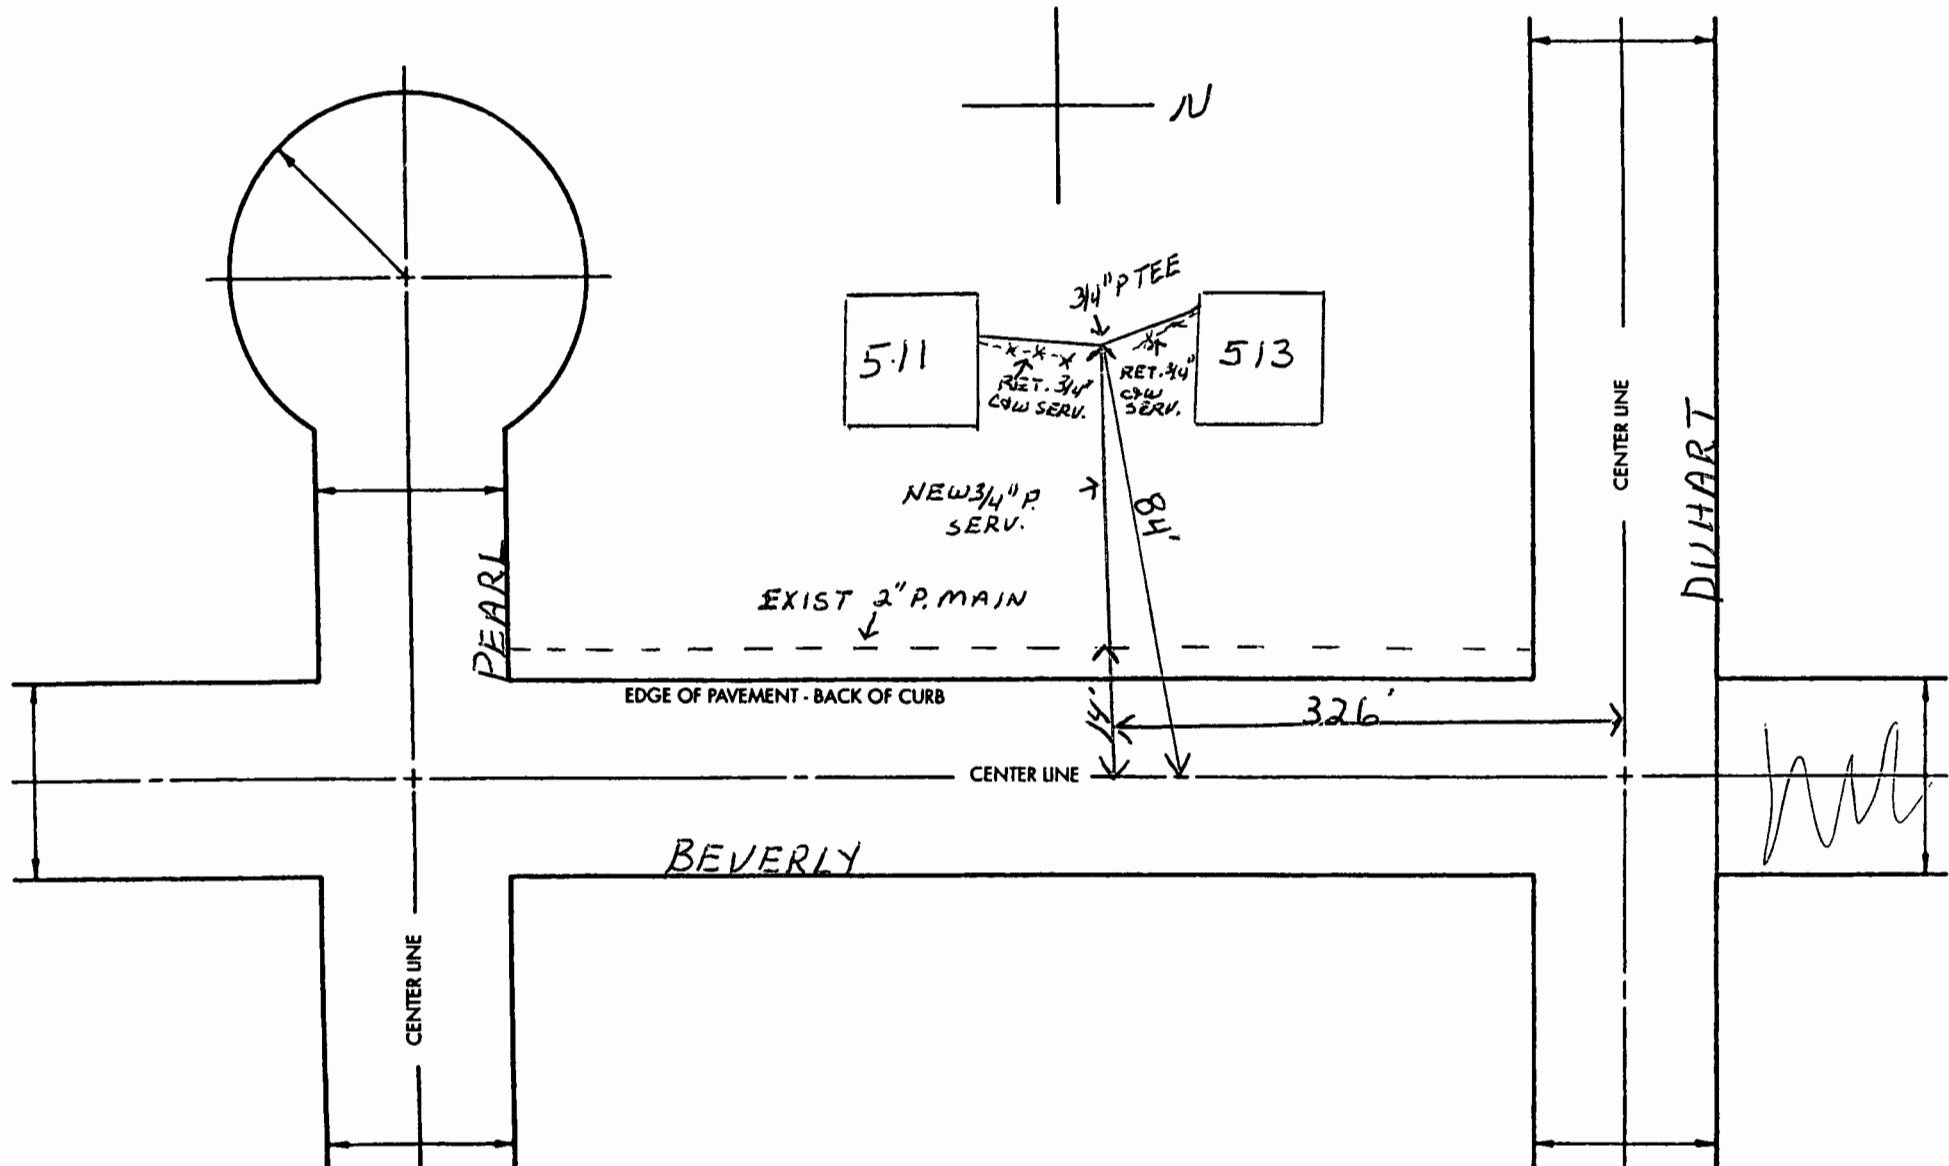 N
3/4" P TEE
511
513
RET. 3/4"
C&W SERV.
RET. 3/4"
C&W
SERV.
NEW 3/4" P.
SERV.
84'
EXIST 2" P. MAIN
PEARL
DUHART
CENTER LINE
EDGE OF PAVEMENT - BACK OF CURB
14'
326'
CENTER LINE
BEVERLY
CENTER LINE